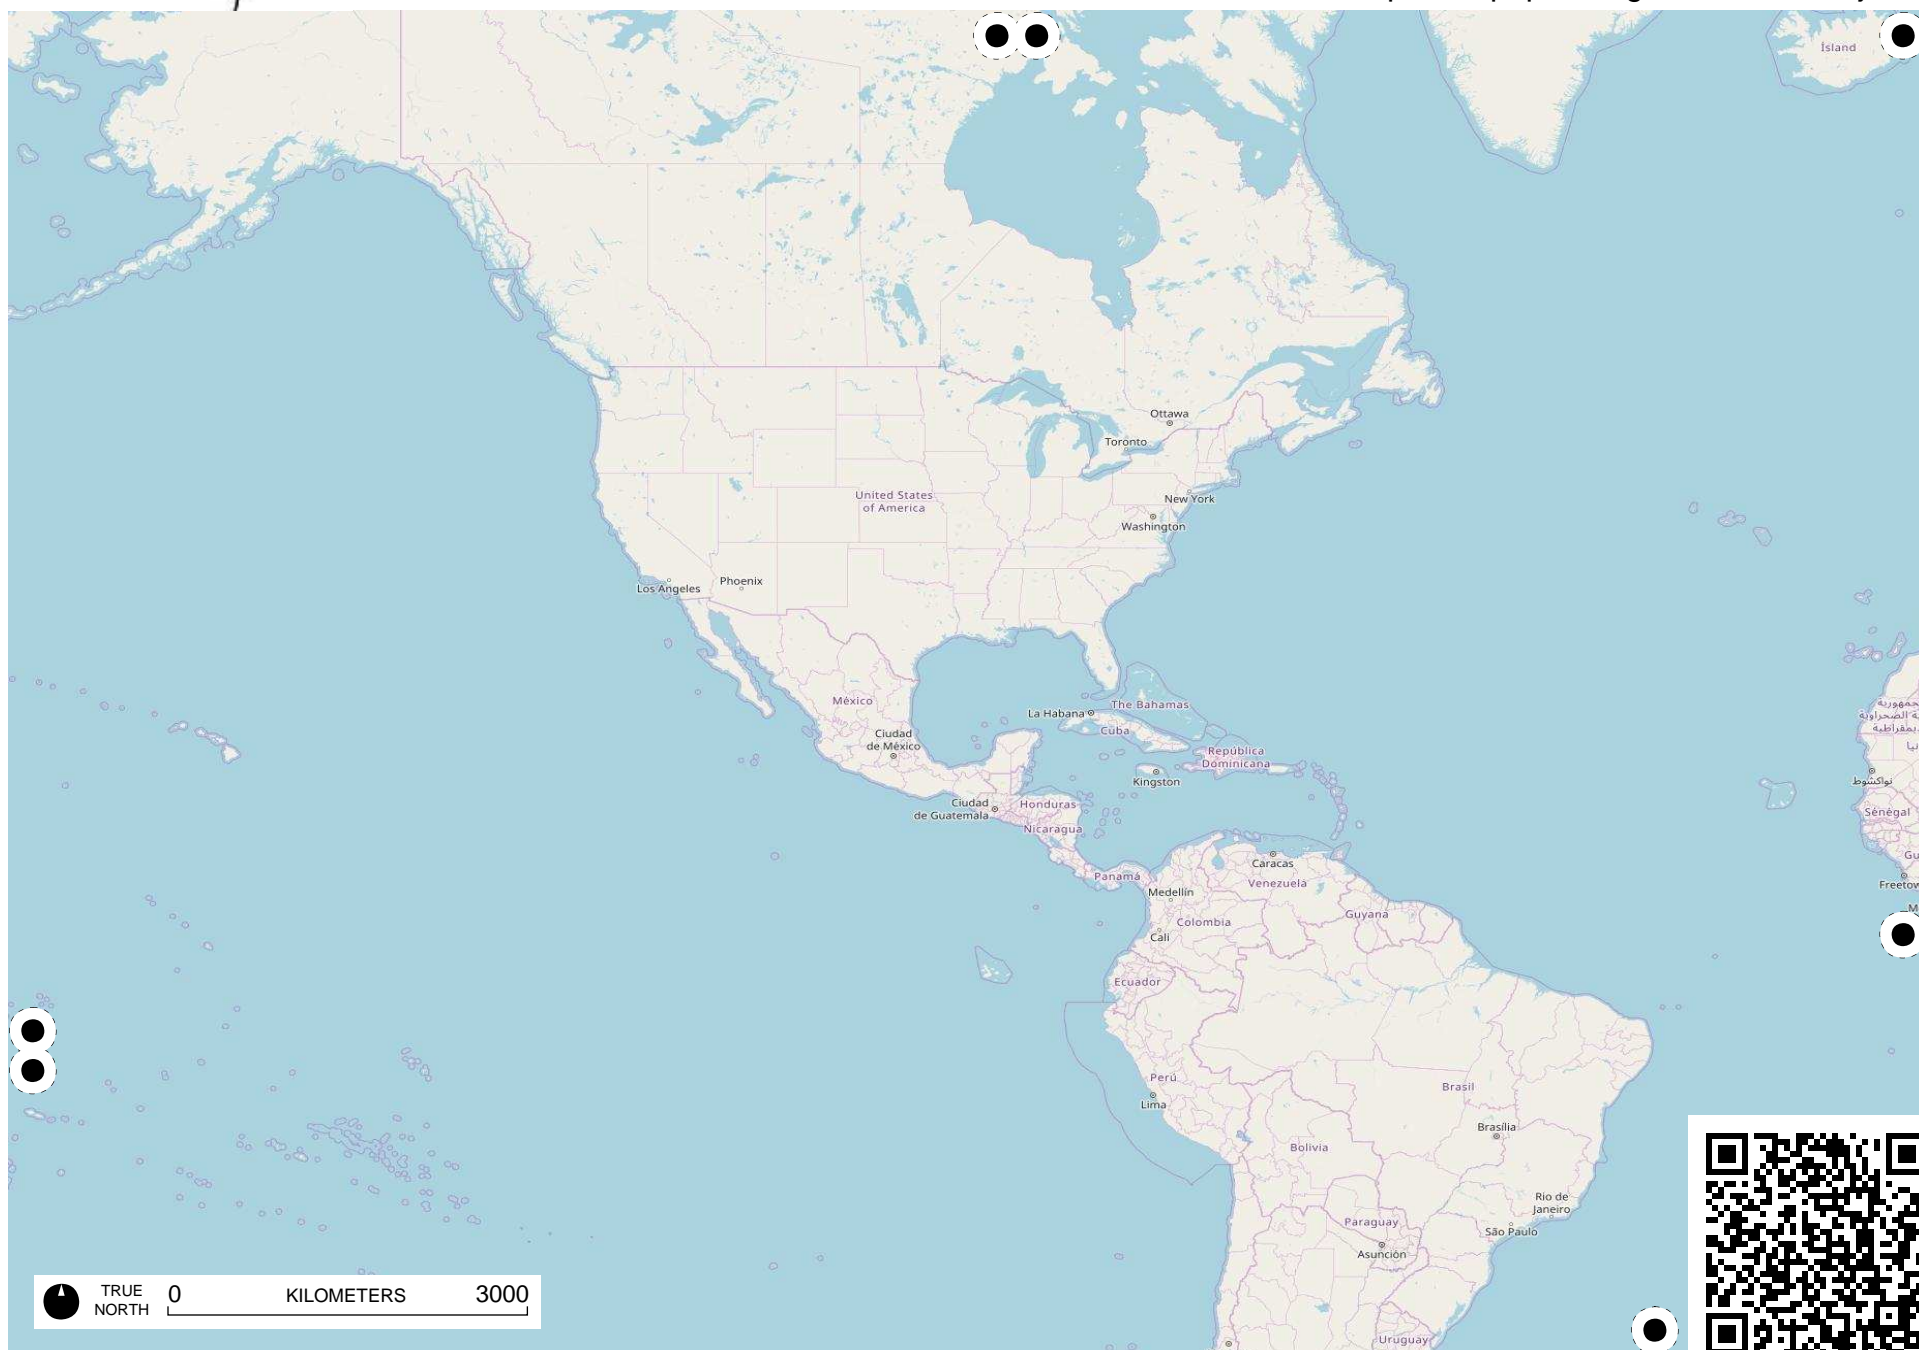 Ísland
Ottawa
Toronto
United States
of America
New York
Washington
Los Angeles
Phoenix
México
La Habana
The Bahamas
Cuba
Ciudad
de México
República
Dominicana
Kingston
نواكشوط
Ciudad
de Guatemala
Honduras
Sénégal
Nicaragua
Gu
Caracas
Panamá
Venezuela
Freetow
Medellín
M
Colombia
Guyana
Cali
Ecuador
Perú
Brasil
Lima
Brasília
Bolivia
Rio de
Janeiro
Paraguay
São Paulo
Asunción
TRUE
NORTH
0 KILOMETERS 3000
Uruguay